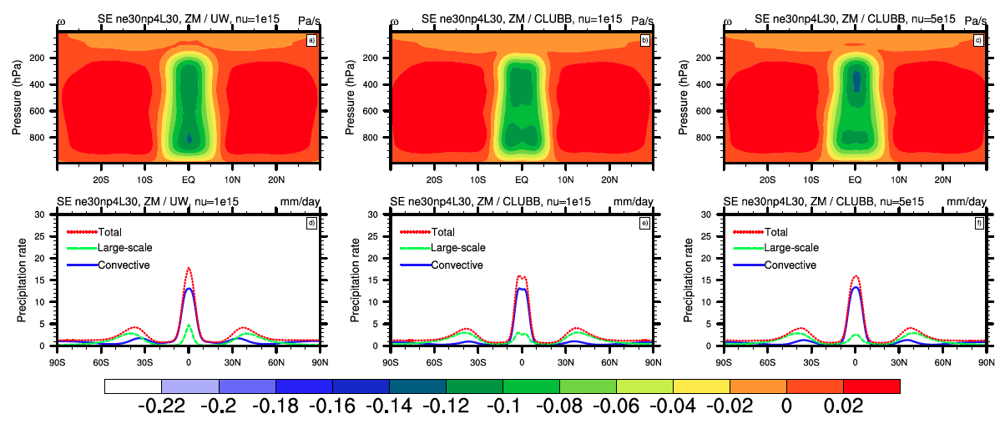 ω SE ne30np4L30, ZM / UW, nu=1e15 Pa/s
a)
Pressure (hPa)
200
400
600
800
20S 10S EQ 10N 20N
ω SE ne30np4L30, ZM / CLUBB, nu=1e15 Pa/s
b)
Pressure (hPa)
200
400
600
800
20S 10S EQ 10N 20N
ω SE ne30np4L30, ZM / CLUBB, nu=5e15 Pa/s
c)
Pressure (hPa)
200
400
600
800
20S 10S EQ 10N 20N
SE ne30np4L30, ZM / UW, nu=1e15 mm/day
d)
Precipitation rate
30
25
20
15
10
5
0
Total
Large-scale
Convective
90S 60S 30S 0 30N 60N 90N
SE ne30np4L30, ZM / CLUBB, nu=1e15 mm/day
e)
Precipitation rate
30
25
20
15
10
5
0
Total
Large-scale
Convective
90S 60S 30S 0 30N 60N 90N
SE ne30np4L30, ZM / CLUBB, nu=5e15 mm/day
f)
Precipitation rate
30
25
20
15
10
5
0
Total
Large-scale
Convective
90S 60S 30S 0 30N 60N 90N
-0.22 -0.2 -0.18 -0.16 -0.14 -0.12 -0.1 -0.08 -0.06 -0.04 -0.02 0 0.02